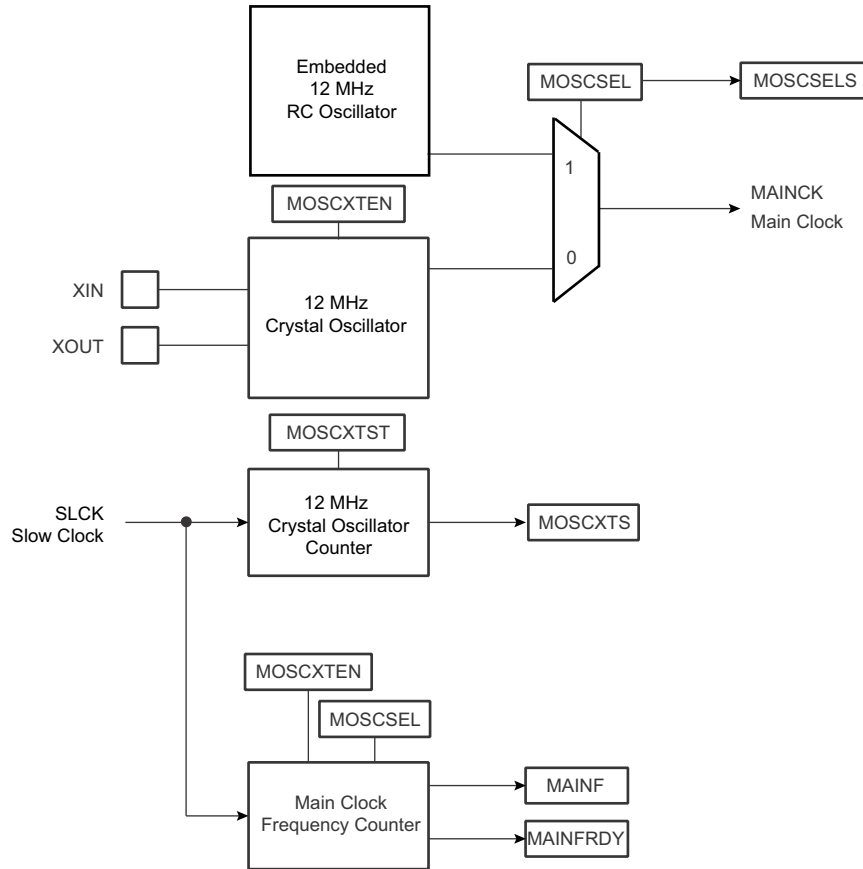 Embedded
12 MHz
RC Oscillator
MOSCSEL
MOSCSELS
1
MAINCK
Main Clock
MOSCXTEN
0
XIN
12 MHz
Crystal Oscillator
XOUT
MOSCXTST
SLCK
Slow Clock
12 MHz
Crystal Oscillator
Counter
MOSCXTS
MOSCXTEN
MOSCSEL
Main Clock
Frequency Counter
MAINF
MAINFRDY